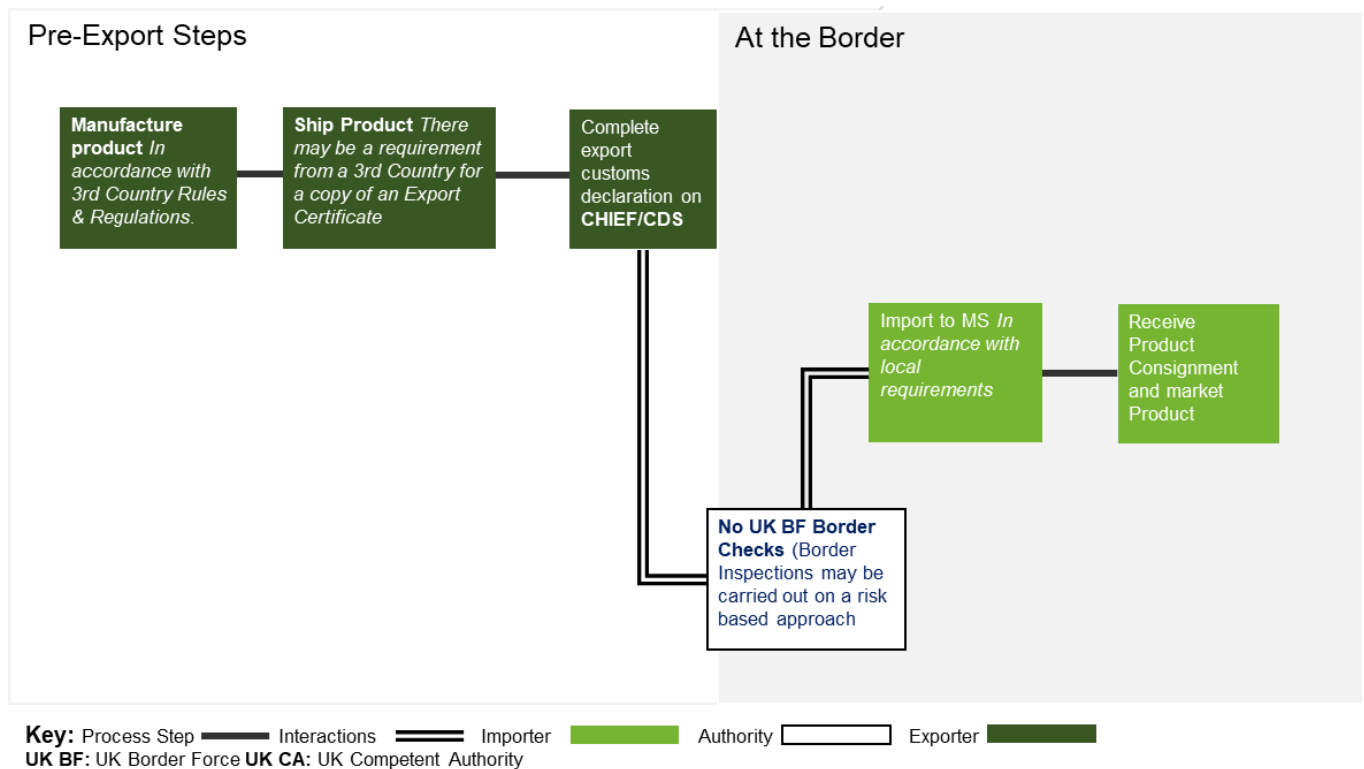 Pre-Export Steps
At the Border
Manufacture
product In
accordance with
3rd Country Rules
& Regulations.
Ship Product There
may be a requirement
from a 3rd Country for
a copy of an Export
Certificate
Complete
export
customs
declaration on
CHIEF/CDS
Import to MS In
accordance with
local
requirements
Receive
Product
Consignment
and market
Product
No UK BF Border
Checks (Border
Inspections may be
carried out on a risk
based approach
Key: Process Step Interactions Importer Authority Exporter
UK BF: UK Border Force UK CA: UK Competent Authority